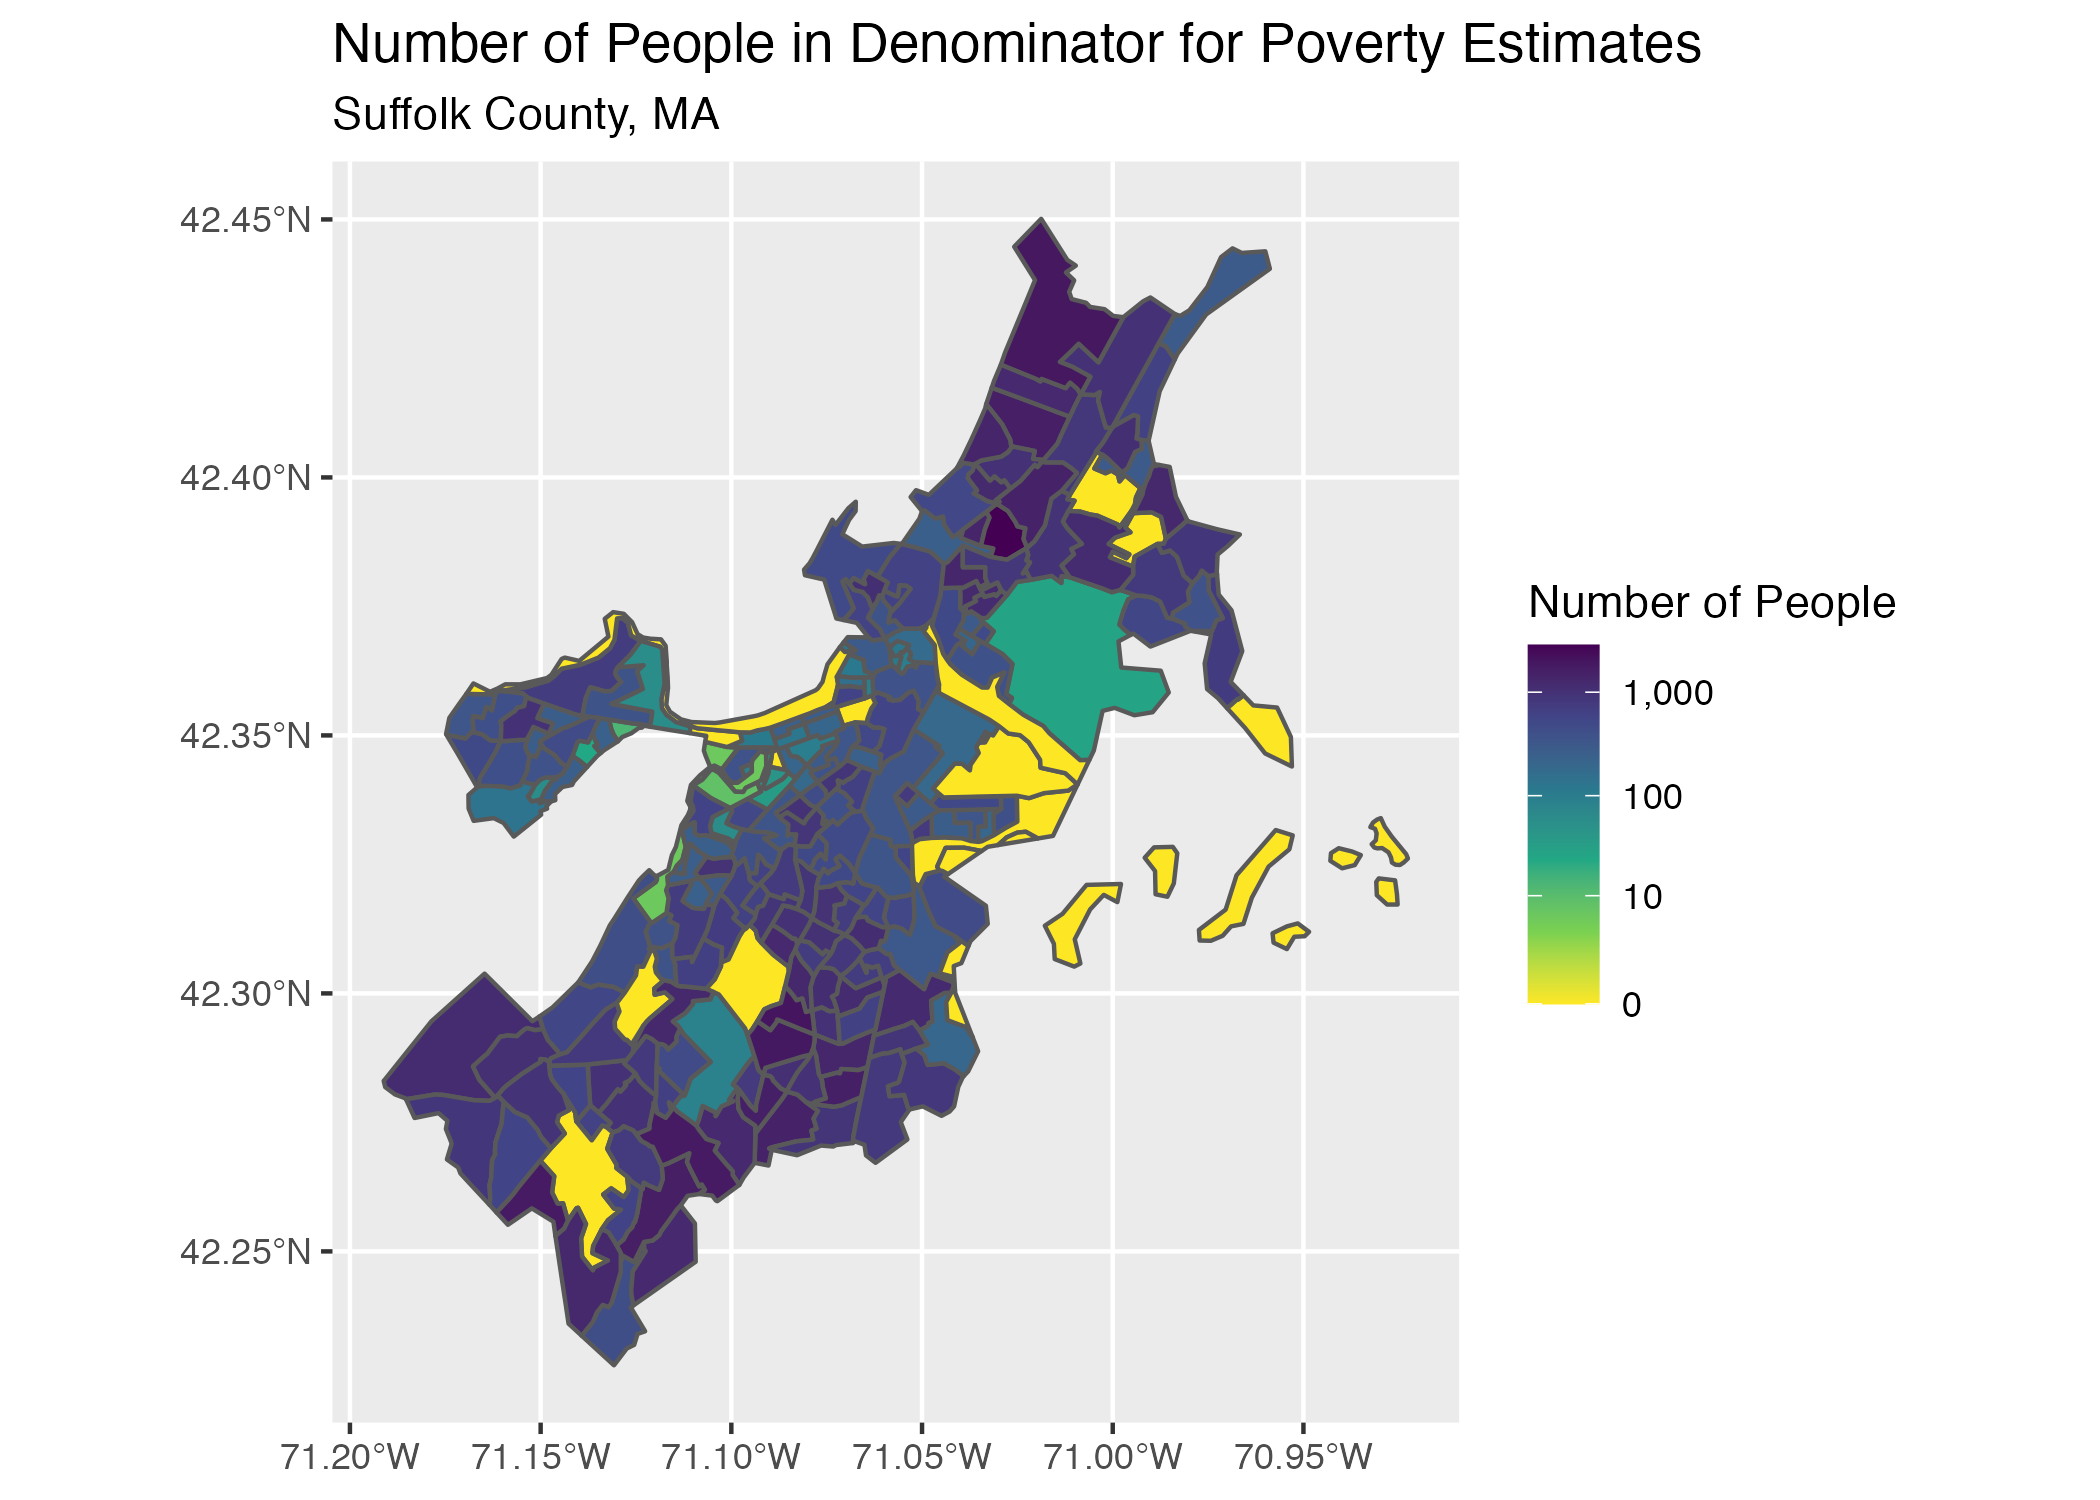 Number of People in Denominator for Poverty Estimates
Suffolk County, MA
42.45°N
42.40°N
42.35°N
42.30°N
42.25°N
71.20°W 71.15°W 71.10°W 71.05°W 71.00°W 70.95°W
Number of People
1,000
100
10
0